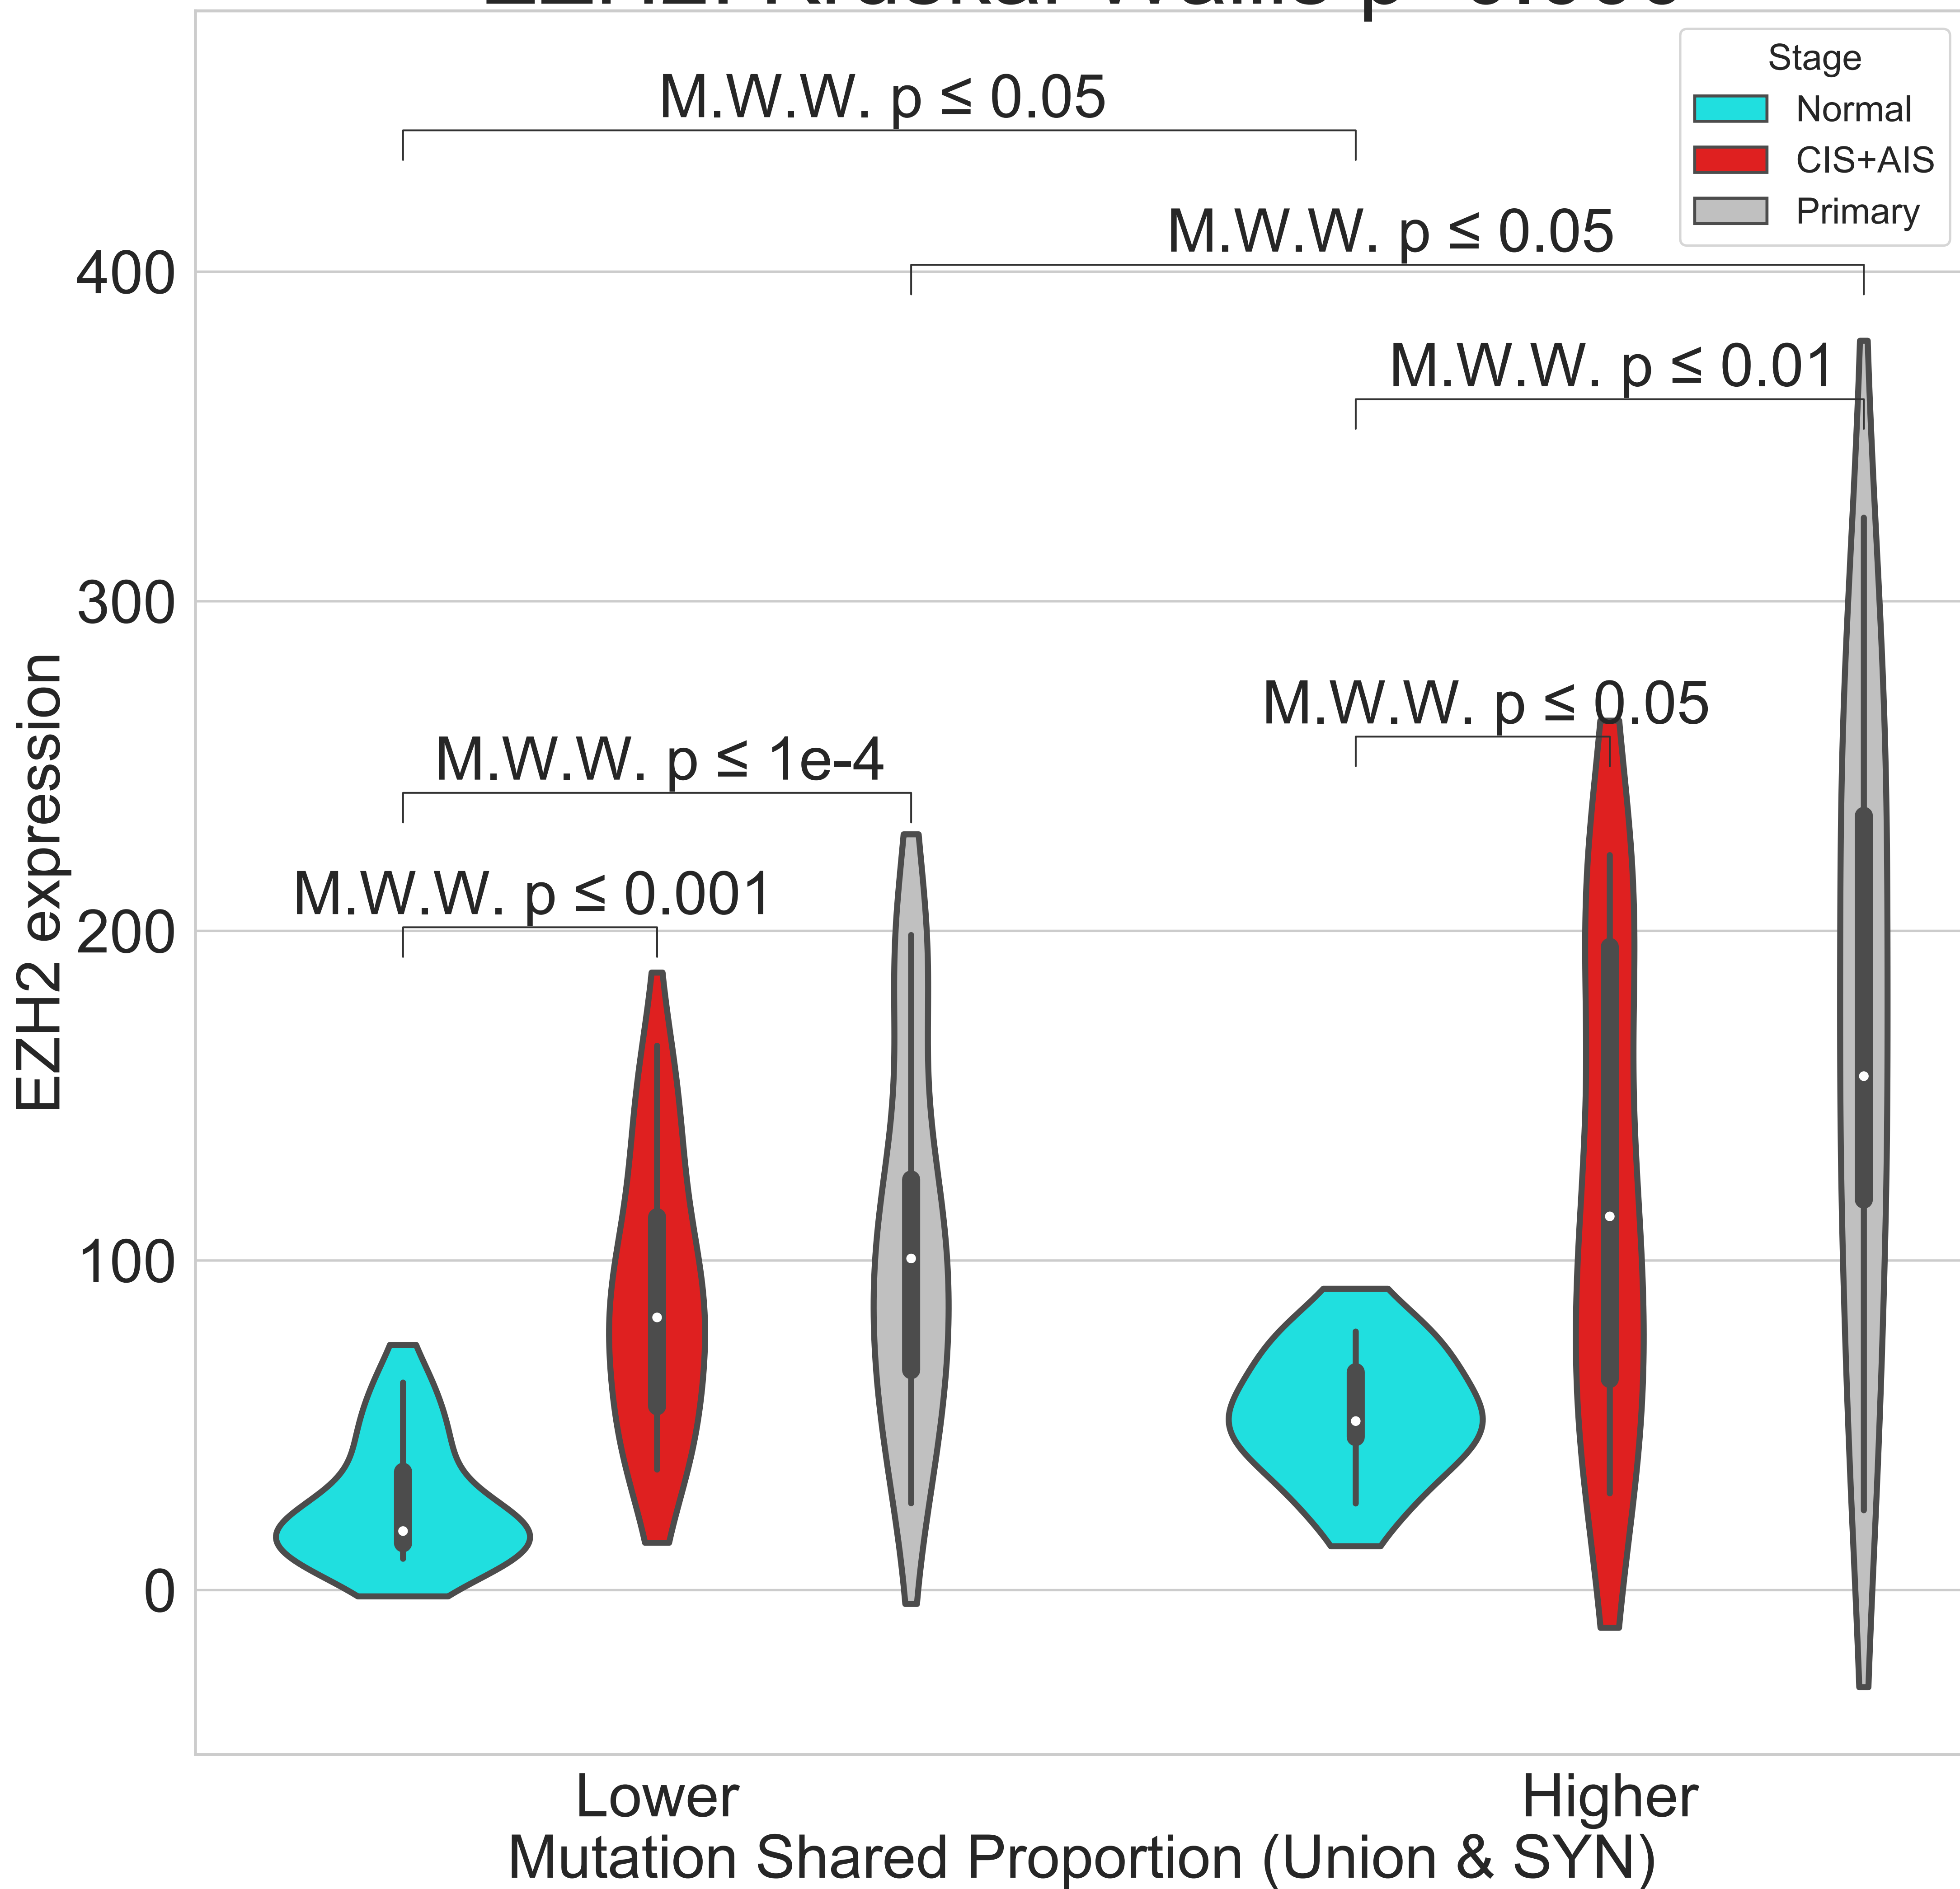 Stage
Normal
CIS+AIS
Primary
M.W.W. p ≤ 0.05
M.W.W. p ≤ 0.05
M.W.W. p ≤ 0.01
M.W.W. p ≤ 0.05
M.W.W. p ≤ 1e-4
M.W.W. p ≤ 0.001
400
300
200
100
0
EZH2 expression
Lower
Higher
Mutation Shared Proportion (Union & SYN)